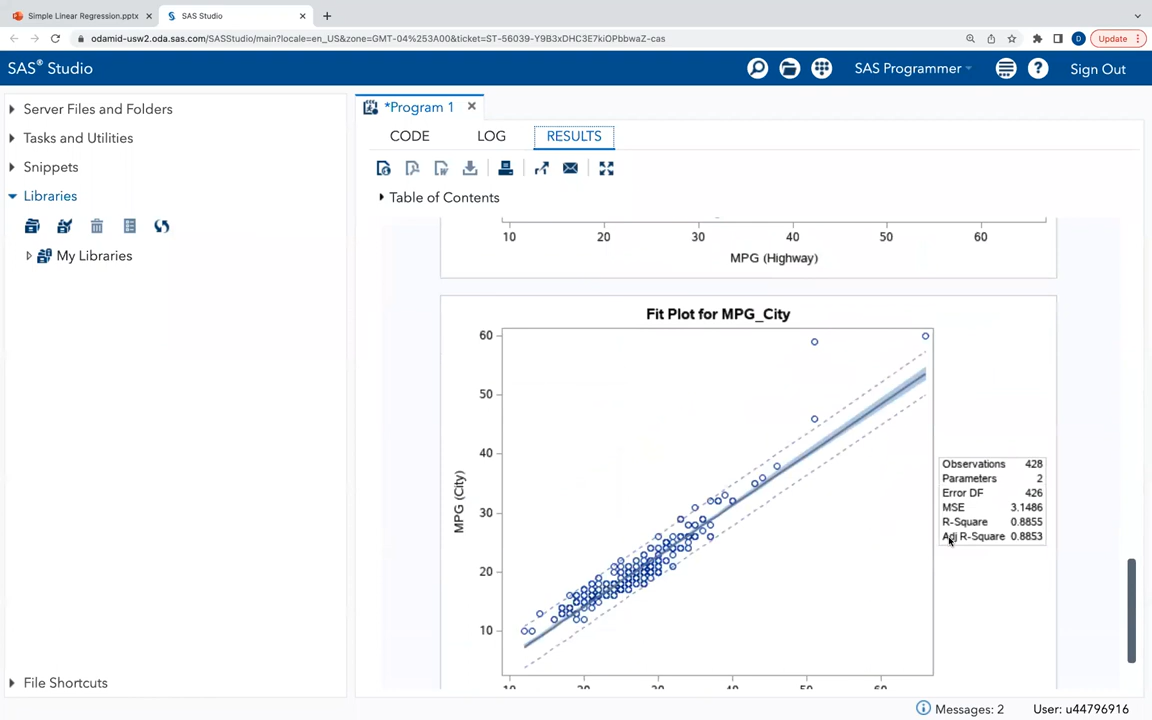 Simple Linear Regression.pptx
SAS Studio
odamid-usw2.oda.sas.com/SASStudio/main?locale=en_US&zone=GMT-04%253A00&ticket=ST-56039-Y9B3xDHC3E7kiOPbbwaZ-cas
Update
SAS® Studio
SAS Programmer
Sign Out
Server Files and Folders
Tasks and Utilities
Snippets
Libraries
My Libraries
File Shortcuts
*Program 1
CODE LOG RESULTS
Table of Contents
10 20 30 40 50 60
MPG (Highway)
Fit Plot for MPG_City
60
50
40
30
20
10
MPG (City)
Observations 428
Parameters 2
Error DF 426
MSE 3.1486
R-Square 0.8855
Adj R-Square 0.8853
10 20 30 40 50 60
Messages: 2 User: u44796916